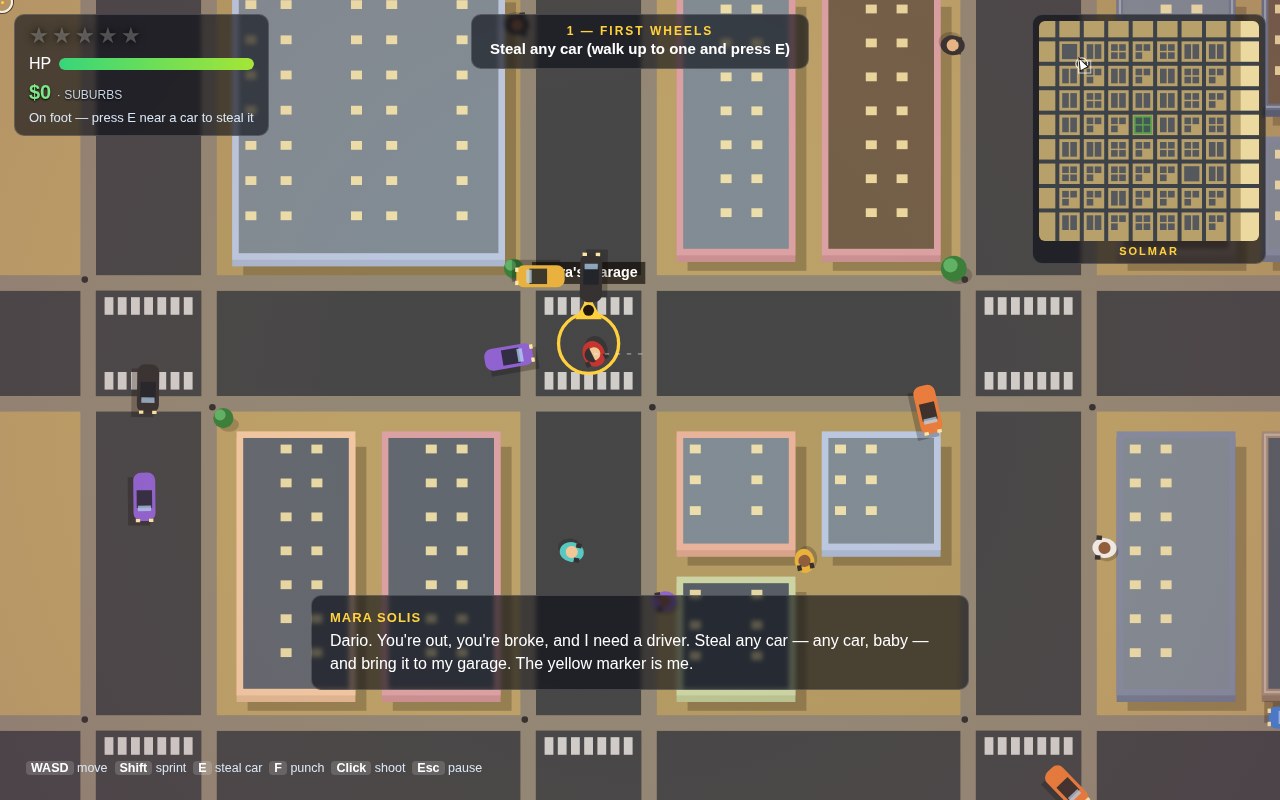 HP
$0 · SUBURBS
On foot — press E near a car to steal it
1 — FIRST WHEELS
Steal any car (walk up to one and press E)
SOLMAR
MARA SOLIS
Dario. You're out, you're broke, and I need a driver. Steal any car — any car, baby —
and bring it to my garage. The yellow marker is me.
WASD move Shift sprint E steal car F punch Click shoot Esc pause